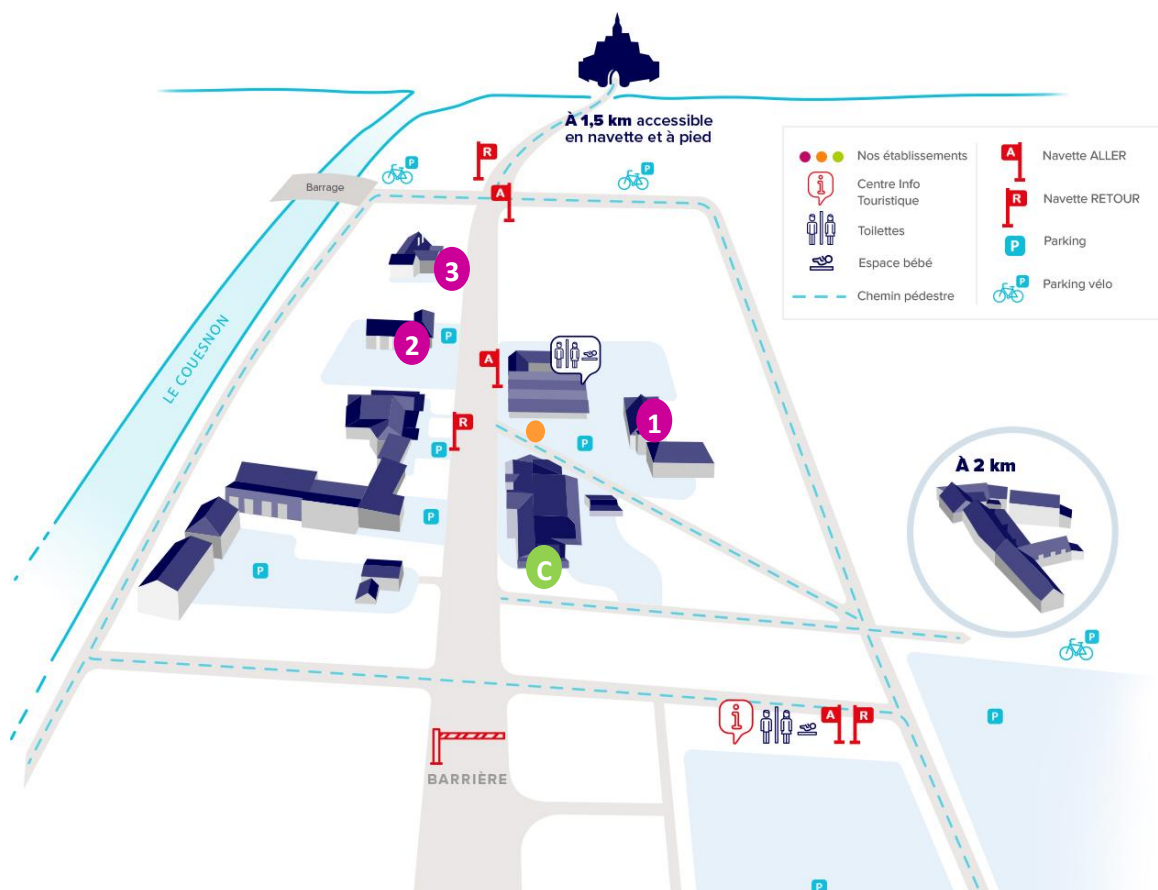 À 1,5 km accessible
en navette et à pied
Nos établissements
Centre Info
Touristique
Toilettes
Espace bébé
Chemin pédestre
A
Navette ALLER
R
Navette RETOUR
P
Parking
P
Parking vélo
R
P
P
Barrage
A
3
LE COUESNON
2
P
A
1
R
P
P
À 2 km
P
C
P
A
R
P
BARRIÈRE
P